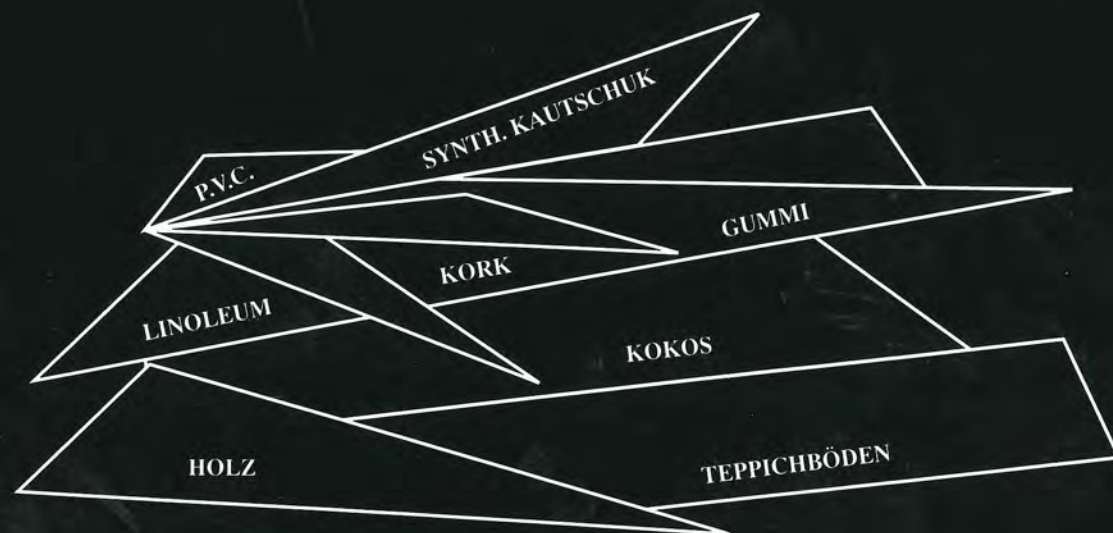 P.V.C.
SYNTH. KAUTSCHUK
GUMMI
KORK
LINOLEUM
KOKOS
HOLZ
TEPPICHBÖDEN